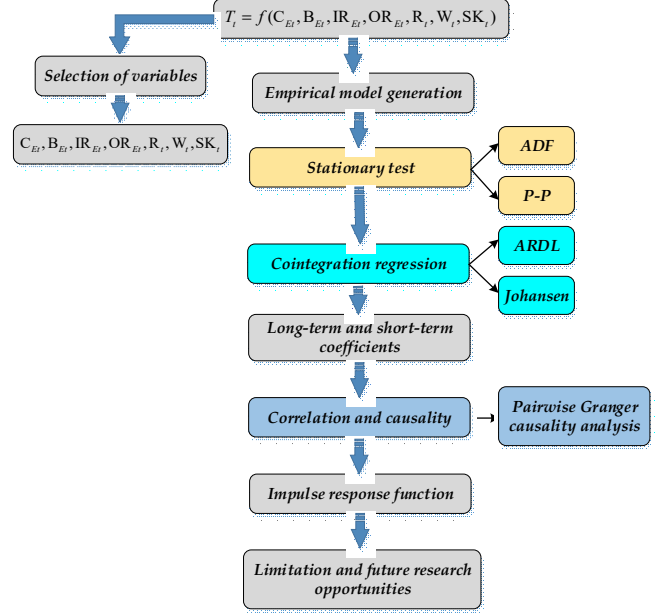 T_t = f(C_Et, B_Et, IR_Et, OR_Et, R_t, W_t, SK_t)
Selection of variables
Empirical model generation
C_Et, B_Et, IR_Et, OR_Et, R_t, W_t, SK_t
ADF
Stationary test
P-P
ARDL
Cointegration regression
Johansen
Long-term and short-term
coefficients
Correlation and causality
Pairwise Granger
causality analysis
Impulse response function
Limitation and future research
opportunities